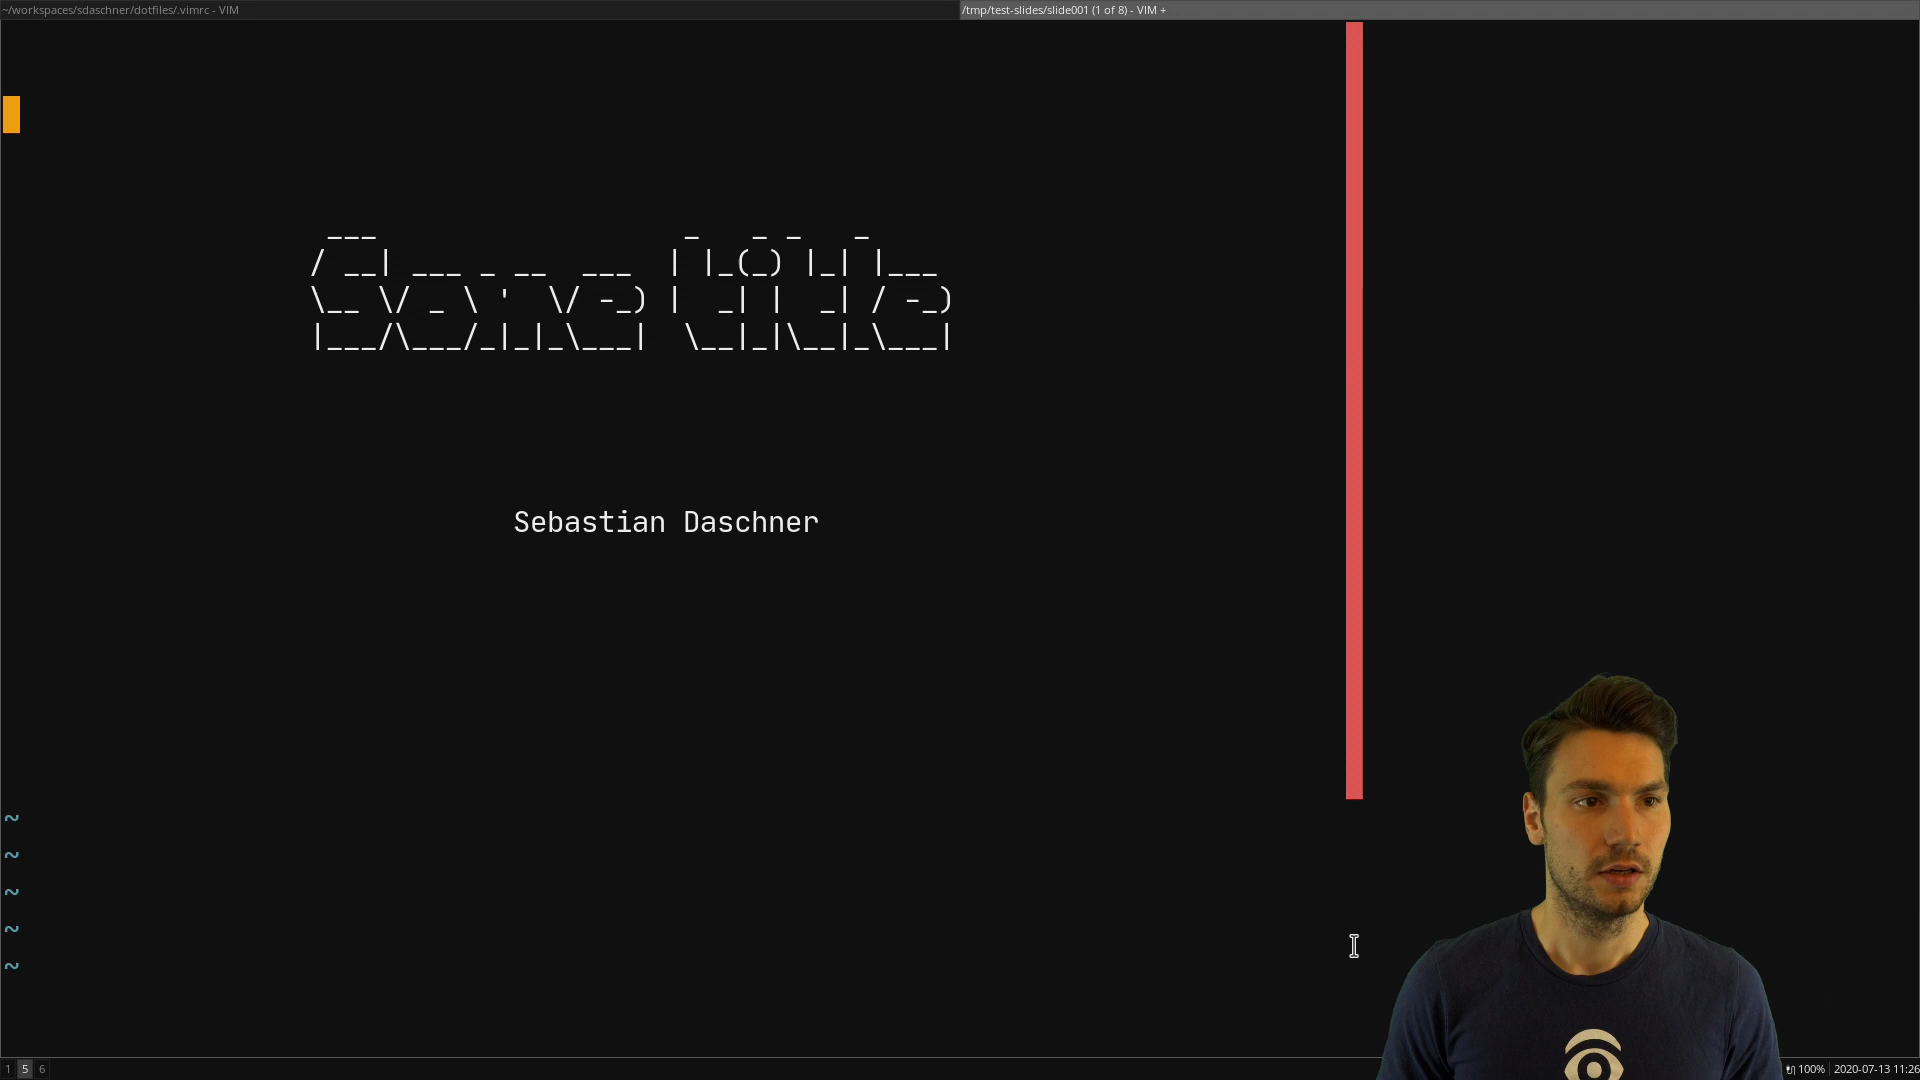 ~/workspaces/sdaschner/dotfiles/.vimrc - VIM
/tmp/test-slides/slide001 (1 of 8) - VIM +
Some title
Sebastian Daschner
~
~
~
~
~
1 5 6
100% 2020-07-13 11:26